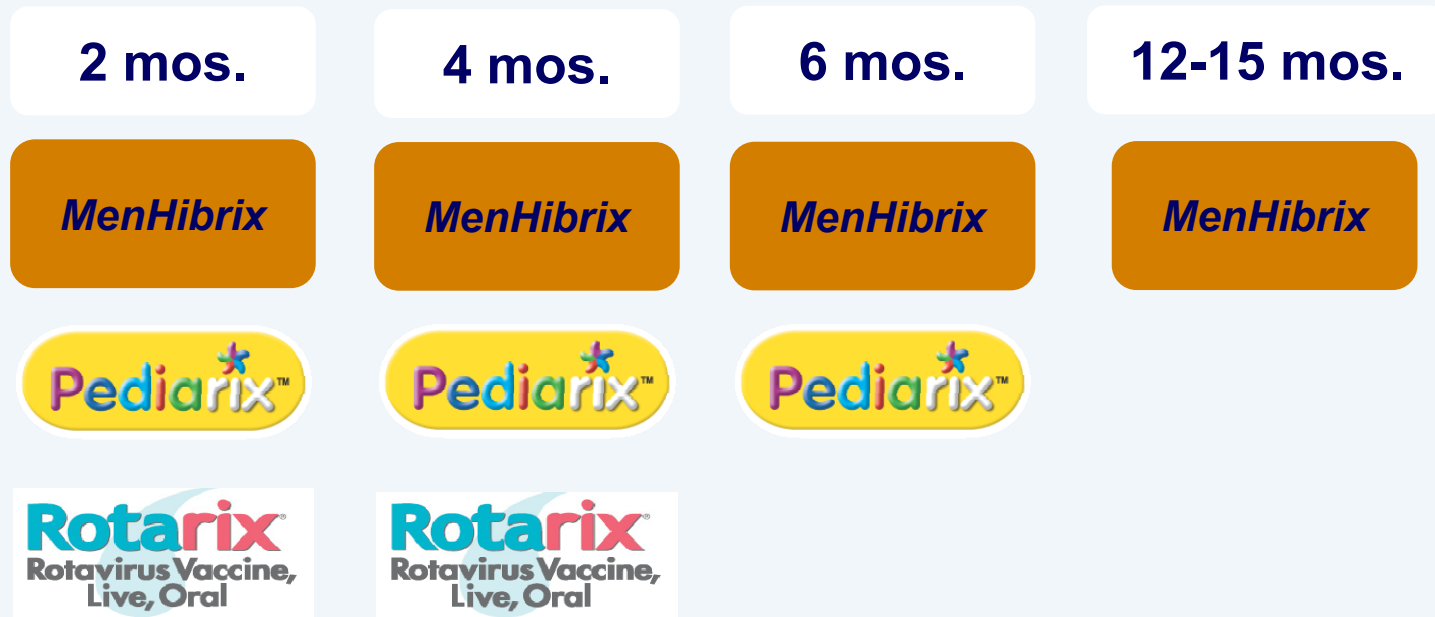 2 mos. 4 mos. 6 mos. 12-15 mos.
MenHibrix MenHibrix MenHibrix MenHibrix
Pediarix™ Pediarix™ Pediarix™
Rotarix® Rotarix®
Rotavirus Vaccine, Rotavirus Vaccine,
Live, Oral Live, Oral